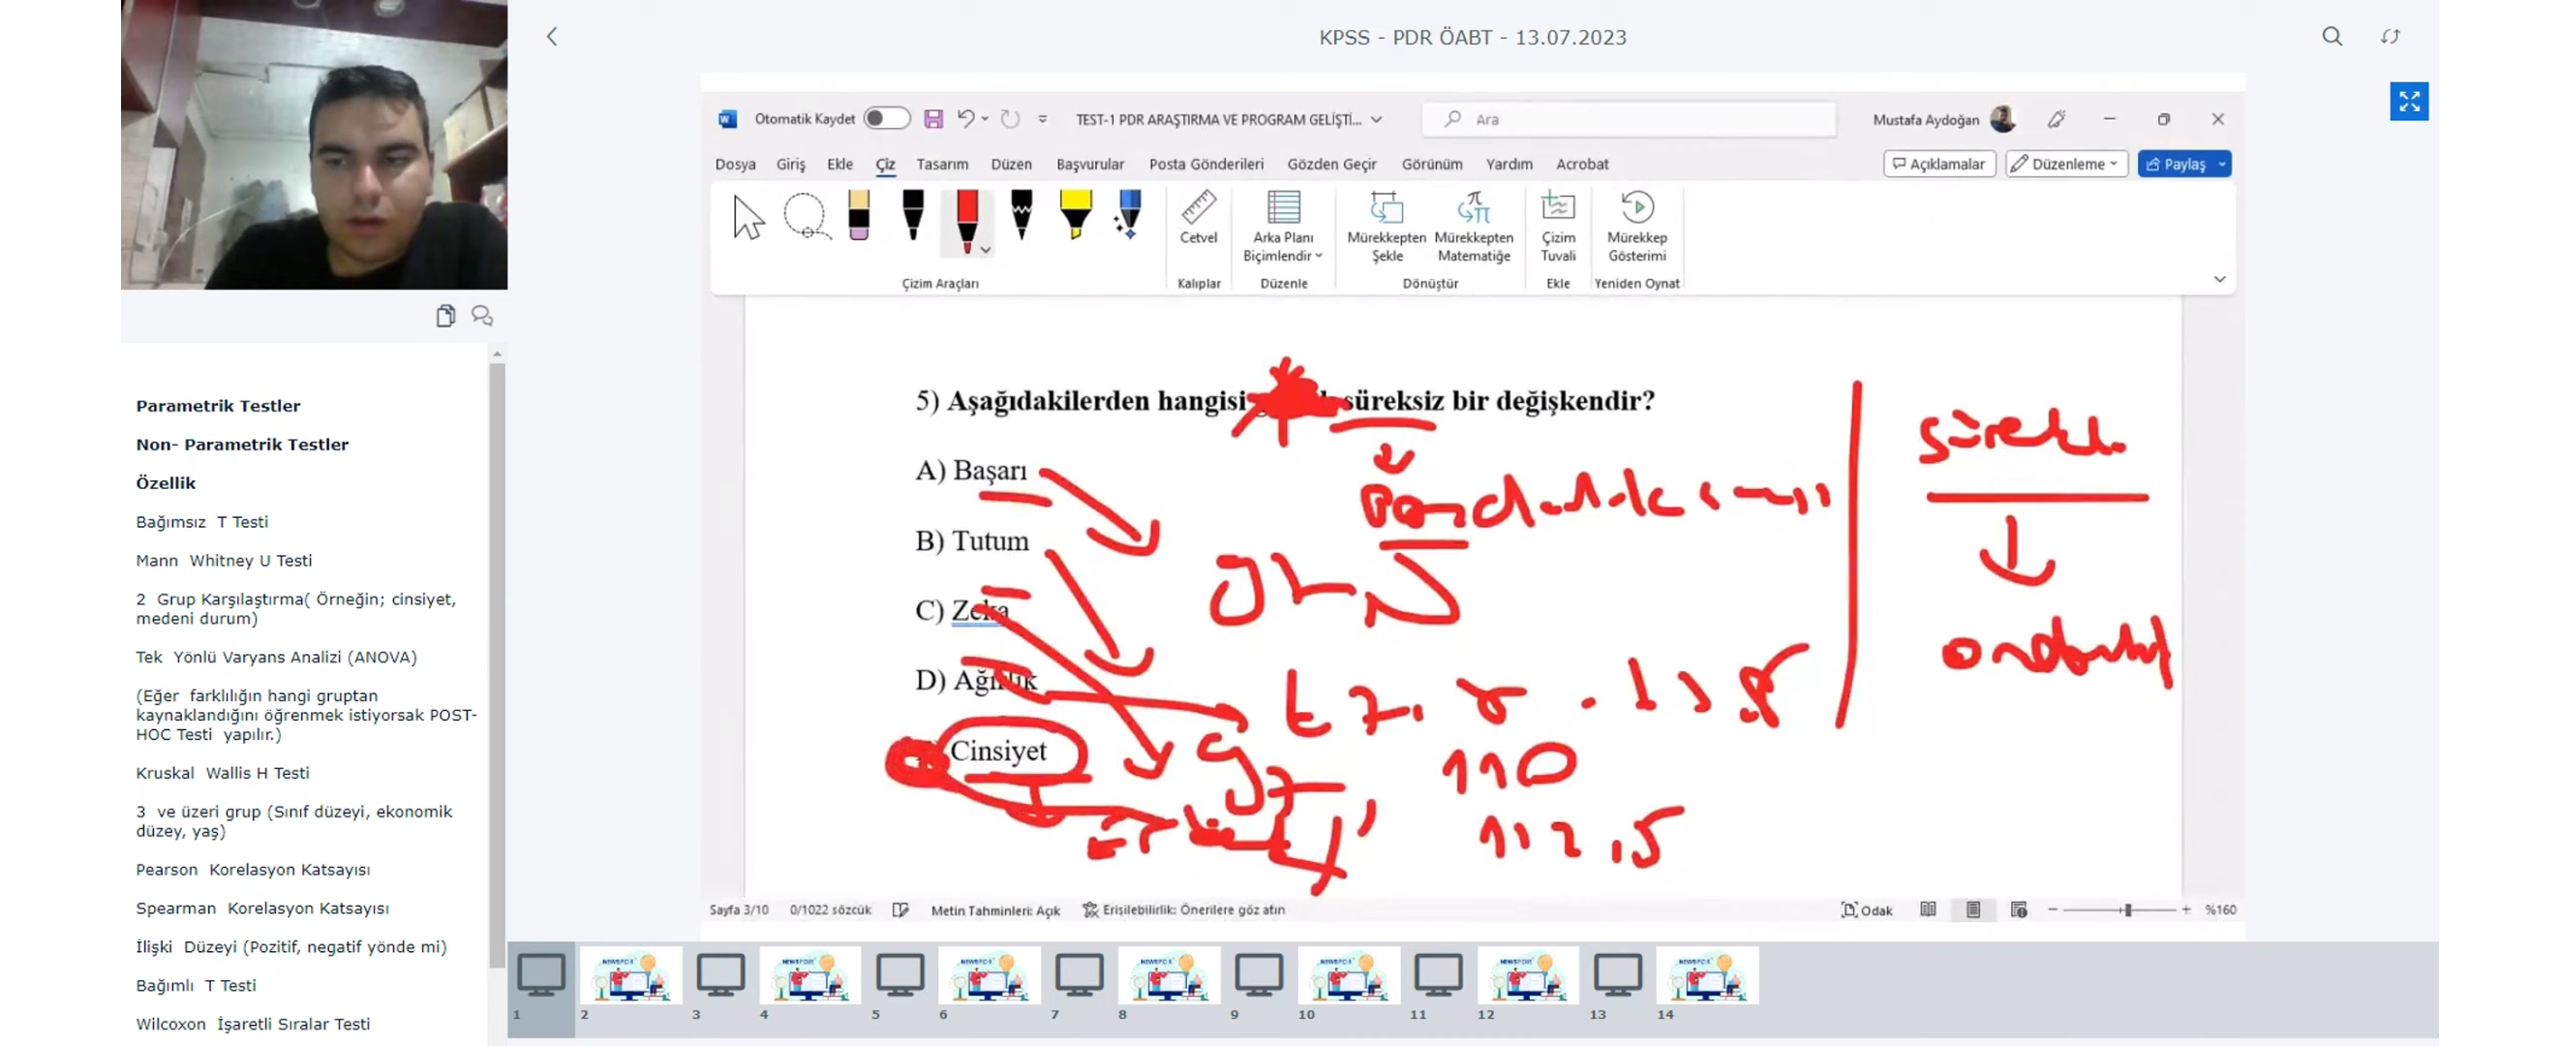 KPSS - PDR ÖABT - 13.07.2023
Otomatik Kaydet
TEST-1 PDR ARAŞTIRMA VE PROGRAM GELİŞTİ...
Ara
Mustafa Aydoğan
Dosya Giriş Ekle Çiz Tasarım Düzen Başvurular Posta Gönderileri Gözden Geçir Görünüm Yardım Acrobat
Açıklamalar Düzenleme Paylaş
Cetvel
Arka Planı Biçimlendir
Mürekkepten Şekle
Mürekkepten Matematiğe
Çizim Tuvali
Mürekkep Gösterimi
Çizim Araçları Kalıplar Düzenle Dönüştür Ekle Yeniden Oynat
Parametrik Testler
Non- Parametrik Testler
Özellik
Bağımsız T Testi
Mann Whitney U Testi
2 Grup Karşılaştırma( Örneğin; cinsiyet,
medeni durum)
Tek Yönlü Varyans Analizi (ANOVA)
(Eğer farklılığın hangi gruptan
kaynaklandığını öğrenmek istiyorsak POST-
HOC Testi yapılır.)
Kruskal Wallis H Testi
3 ve üzeri grup (Sınıf düzeyi, ekonomik
düzey, yaş)
Pearson Korelasyon Katsayısı
Spearman Korelasyon Katsayısı
İlişki Düzeyi (Pozitif, negatif yönde mi)
Bağımlı T Testi
Wilcoxon İşaretli Sıralar Testi
5) Aşağıdakilerden hangisi süreksiz bir değişkendir?
A) Başarı
B) Tutum
C) Zeka
D) Ağırlık
Cinsiyet
sürekli
110
112.5
Sayfa 3/10 0/1022 sözcük Metin Tahminleri: Açık Erişilebilirlik: Önerilere göz atın
Odak
%160
1 2 3 4 5 6 7 8 9 10 11 12 13 14